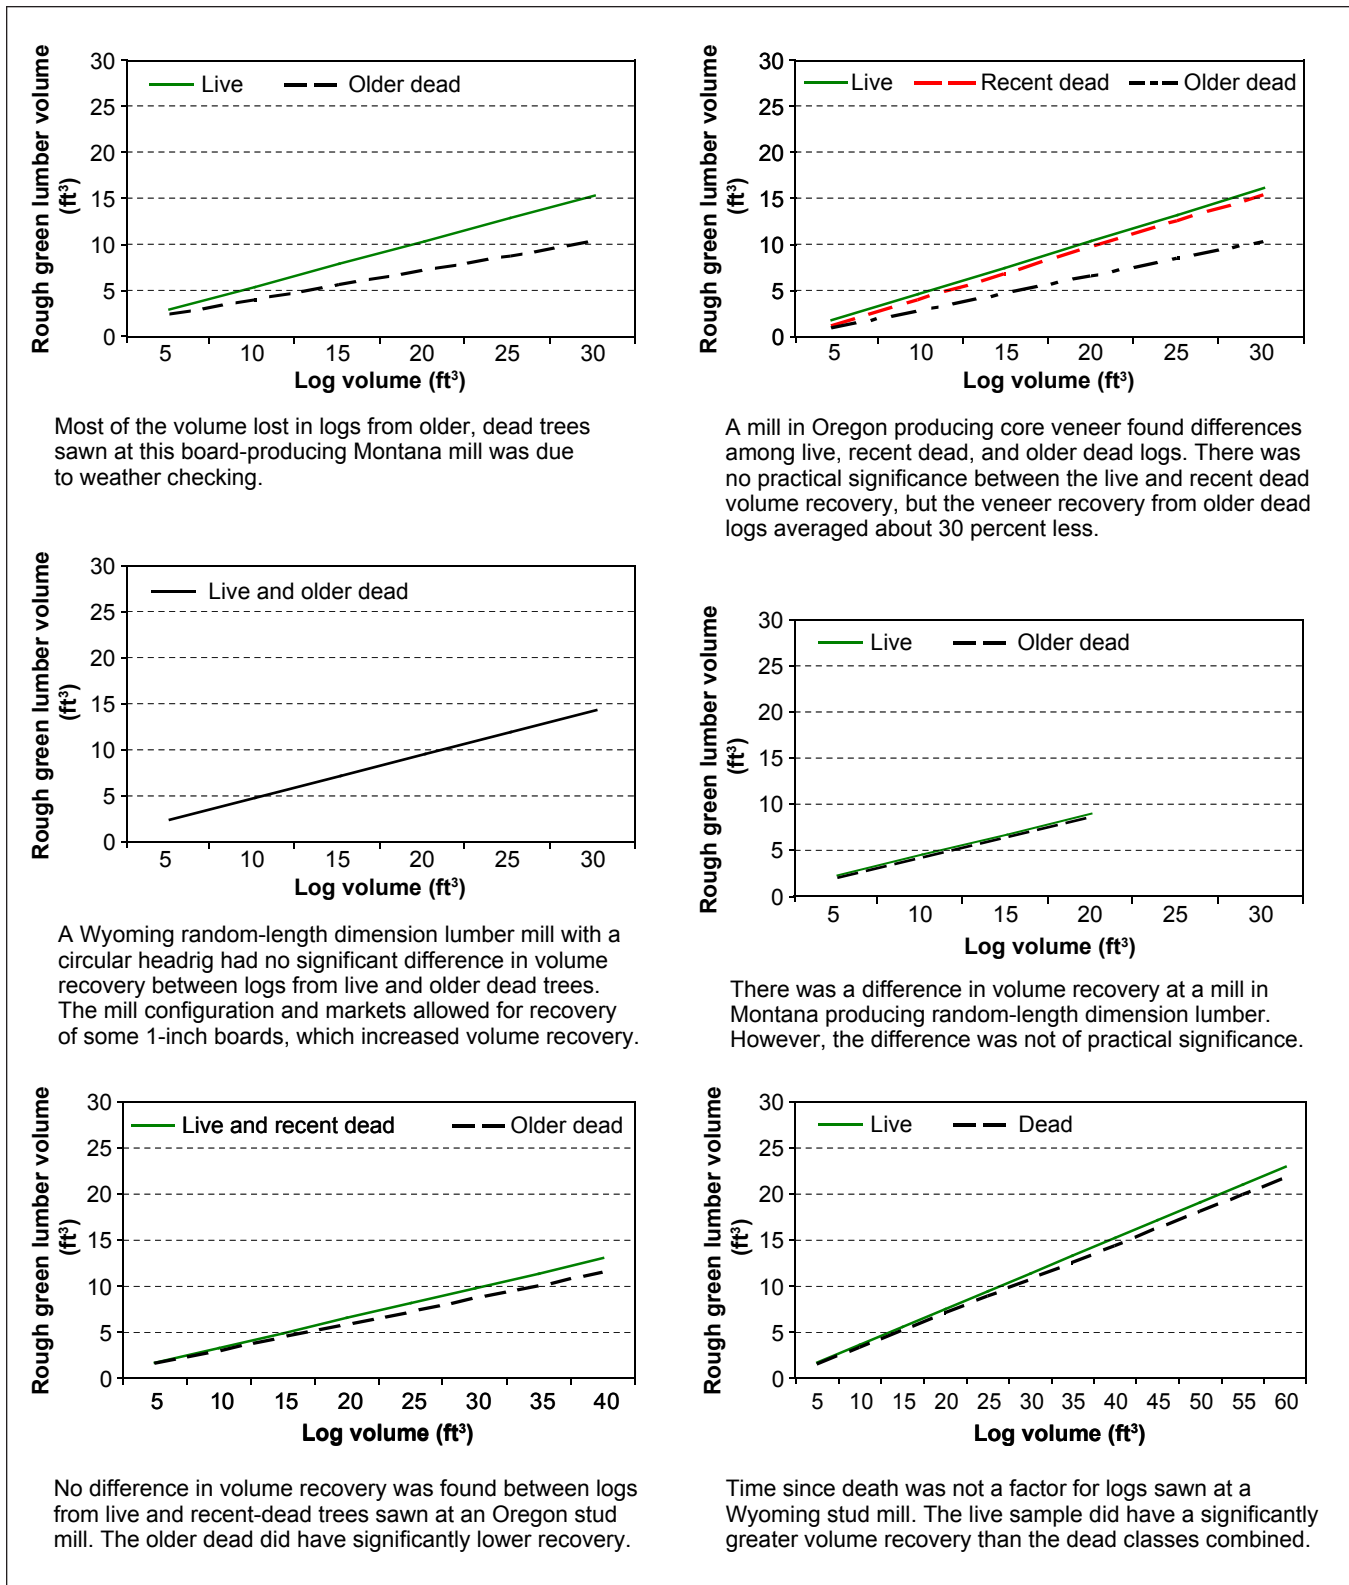 Rough green lumber volume
(ft³)
30
25
20
15
10
5
0
Live
Older dead
5 10 15 20 25 30
Log volume (ft³)
Most of the volume lost in logs from older, dead trees
sawn at this board-producing Montana mill was due
to weather checking.
Rough green lumber volume
(ft³)
30
25
20
15
10
5
0
Live
Recent dead
Older dead
5 10 15 20 25 30
Log volume (ft³)
A mill in Oregon producing core veneer found differences
among live, recent dead, and older dead logs. There was
no practical significance between the live and recent dead
volume recovery, but the veneer recovery from older dead
logs averaged about 30 percent less.
Rough green lumber volume
(ft³)
30
25
20
15
10
5
0
Live and older dead
5 10 15 20 25 30
Log volume (ft³)
A Wyoming random-length dimension lumber mill with a
circular headrig had no significant difference in volume
recovery between logs from live and older dead trees.
The mill configuration and markets allowed for recovery
of some 1-inch boards, which increased volume recovery.
Rough green lumber volume
(ft³)
30
25
20
15
10
5
0
Live
Older dead
5 10 15 20 25 30
Log volume (ft³)
There was a difference in volume recovery at a mill in
Montana producing random-length dimension lumber.
However, the difference was not of practical significance.
Rough green lumber volume
(ft³)
30
25
20
15
10
5
0
Live and recent dead
Older dead
5 10 15 20 25 30 35 40
Log volume (ft³)
No difference in volume recovery was found between logs
from live and recent-dead trees sawn at an Oregon stud
mill. The older dead did have significantly lower recovery.
Rough green lumber volume
(ft³)
30
25
20
15
10
5
0
Live
Dead
5 10 15 20 25 30 35 40 45 50 55 60
Log volume (ft³)
Time since death was not a factor for logs sawn at a
Wyoming stud mill. The live sample did have a significantly
greater volume recovery than the dead classes combined.